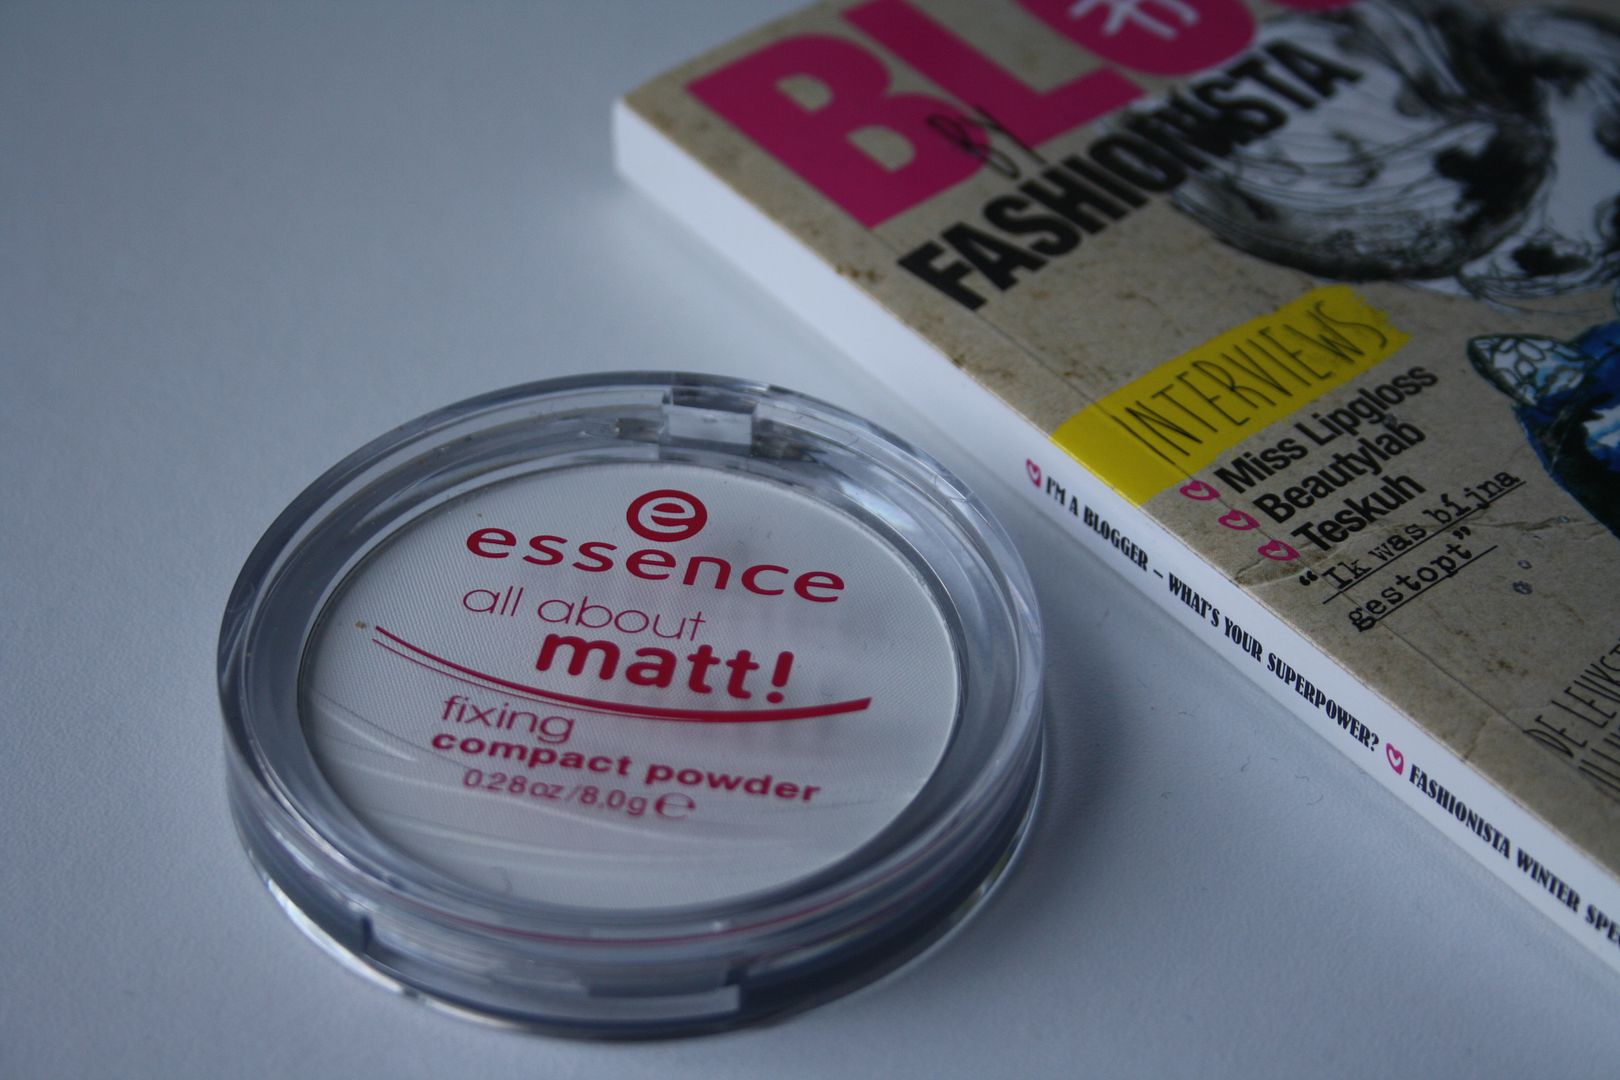 e
essence
all about
matt!
fixing
compact powder
0.28oz/8.0g ℮
BY
FASHIONISTA
INTERVIEWS
Miss Lipgloss
Beautylab
Teskuh
"Ik was bijna
gestopt"
I'M A BLOGGER – WHAT'S YOUR SUPERPOWER? FASHIONISTA WINTER